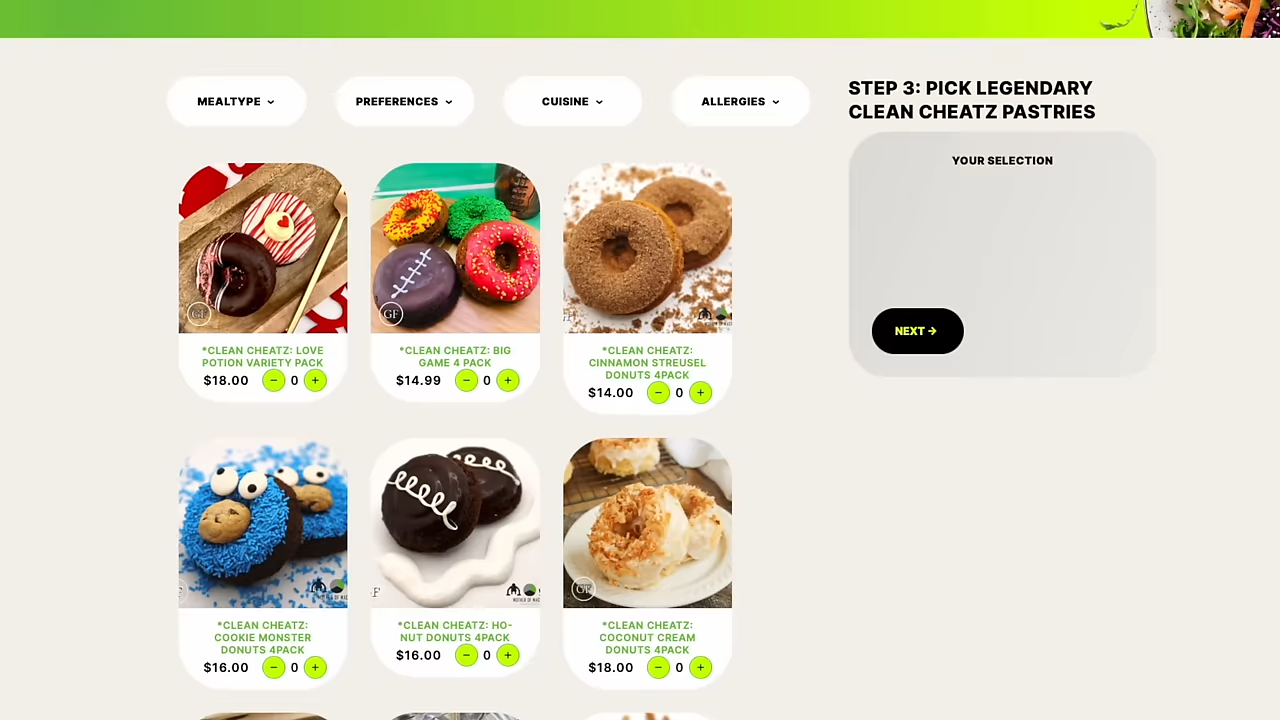 MEALTYPE
PREFERENCES
CUISINE
ALLERGIES
STEP 3: PICK LEGENDARY
CLEAN CHEATZ PASTRIES
YOUR SELECTION
NEXT →
GF
*CLEAN CHEATZ: LOVE
POTION VARIETY PACK
$18.00 − 0 +
GF
*CLEAN CHEATZ: BIG
GAME 4 PACK
$14.99 − 0 +
*CLEAN CHEATZ:
CINNAMON STREUSEL
DONUTS 4PACK
$14.00 − 0 +
*CLEAN CHEATZ:
COOKIE MONSTER
DONUTS 4PACK
$16.00 − 0 +
*CLEAN CHEATZ: HO-
NUT DONUTS 4PACK
$16.00 − 0 +
GF
*CLEAN CHEATZ:
COCONUT CREAM
DONUTS 4PACK
$18.00 − 0 +